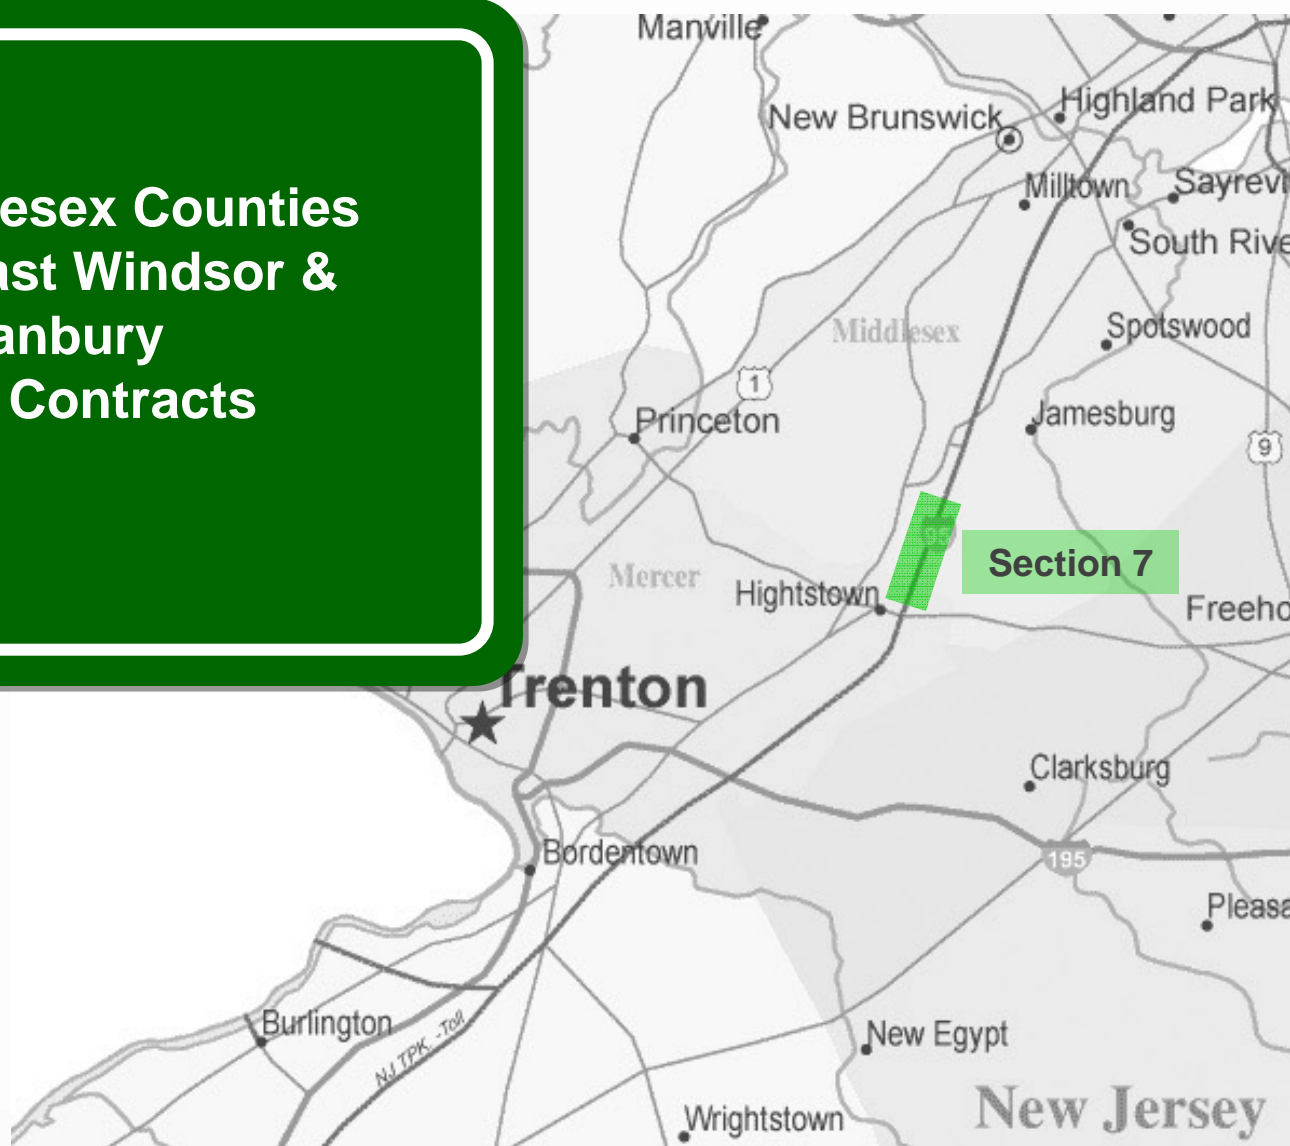 esex Counties
ast Windsor &
anbury
Contracts
Manville
New Brunswick
Highland Park
Milltown
Sayrevi
South Rive
Middlesex
Spotswood
1
Princeton
Jamesburg
9
95
Section 7
Mercer
Hightstown
Freeho
Trenton
Clarksburg
Bordentown
195
Pleasa
Burlington
NJ TPK. -Toll
New Egypt
New Jersey
Wrightstown